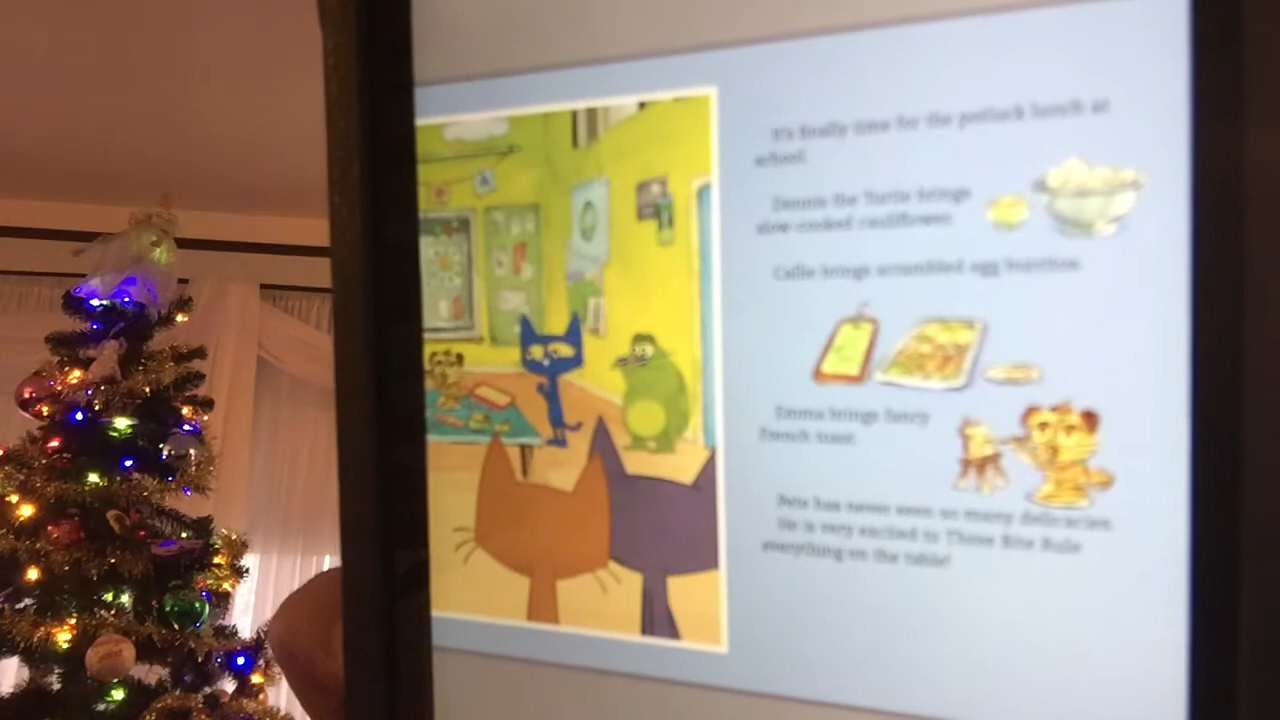 It's finally time for the potluck lunch at
school.
Dennis the Turtle brings
slow-cooked cauliflower.
Callie brings scrambled egg burritos.
Emma brings fancy
French toast.
Pete has never seen so many delicacies.
He is very excited to Three Bite Rule
everything on the table!